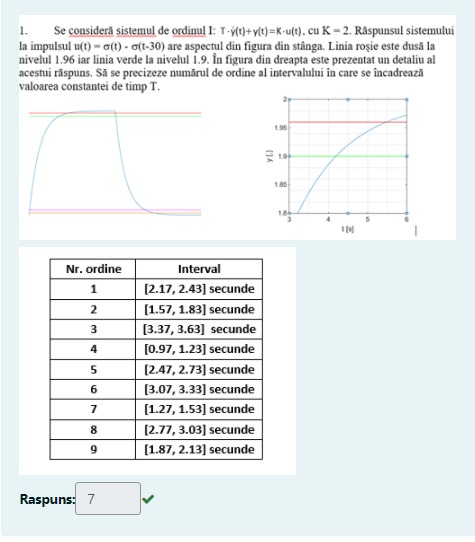 1. Se consideră sistemul de ordinul I: T·ẏ(t)+y(t)=K·u(t), cu K = 2. Răspunsul sistemului
la impulsul u(t) = σ(t) - σ(t-30) are aspectul din figura din stânga. Linia roșie este dusă la
nivelul 1.96 iar linia verde la nivelul 1.9. În figura din dreapta este prezentat un detaliu al
acestui răspuns. Să se precizeze numărul de ordine al intervalului în care se încadrează
valoarea constantei de timp T.
2
1.95
1.9
1.85
1.8
y [.]
3 4 5 6
t [s]
Nr. ordine Interval
1 [2.17, 2.43] secunde
2 [1.57, 1.83] secunde
3 [3.37, 3.63] secunde
4 [0.97, 1.23] secunde
5 [2.47, 2.73] secunde
6 [3.07, 3.33] secunde
7 [1.27, 1.53] secunde
8 [2.77, 3.03] secunde
9 [1.87, 2.13] secunde
Raspuns: 7